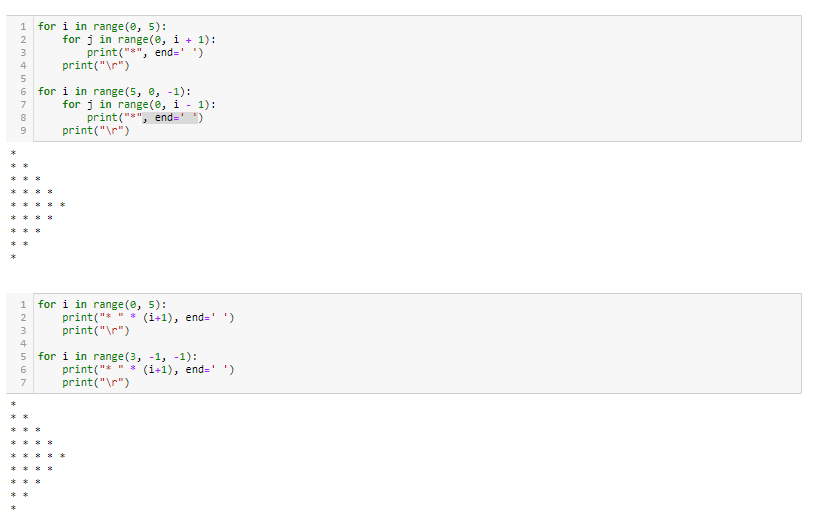 1 for i in range(0, 5):
2     for j in range(0, i + 1):
3         print("*", end=' ')
4     print("\r")
5
6 for i in range(5, 0, -1):
7     for j in range(0, i - 1):
8         print("*", end=' ')
9     print("\r")
*
* *
* * *
* * * *
* * * * *
* * * *
* * *
* *
*
1 for i in range(0, 5):
2     print("* " * (i+1), end=' ')
3     print("\r")
4
5 for i in range(3, -1, -1):
6     print("* " * (i+1), end=' ')
7     print("\r")
*
* *
* * *
* * * *
* * * * *
* * * *
* * *
* *
*